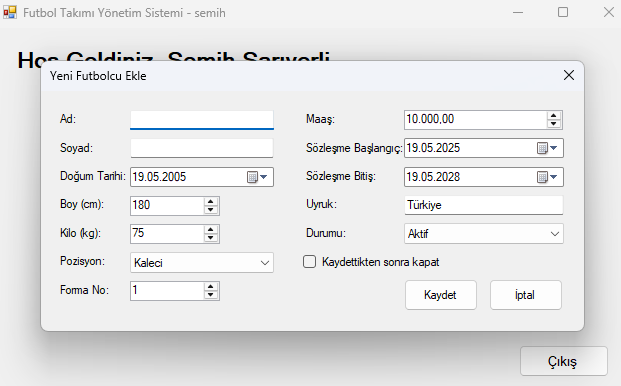 Futbol Takımı Yönetim Sistemi - semih
Hoş Geldiniz, Semih Sarıyerli
Yeni Futbolcu Ekle
Ad:
Soyad:
Doğum Tarihi: 19.05.2005
Boy (cm): 180
Kilo (kg): 75
Pozisyon: Kaleci
Forma No: 1
Maaş: 10.000,00
Sözleşme Başlangıç: 19.05.2025
Sözleşme Bitiş: 19.05.2028
Uyruk: Türkiye
Durumu: Aktif
Kaydettikten sonra kapat
Kaydet
İptal
Çıkış